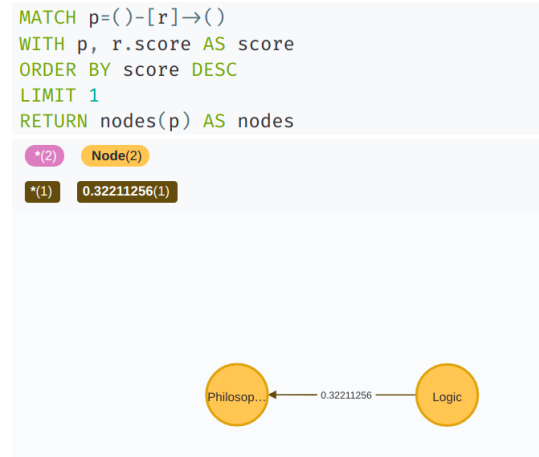 MATCH p=()-[r]→()
WITH p, r.score AS score
ORDER BY score DESC
LIMIT 1
RETURN nodes(p) AS nodes
*(2) Node(2)
*(1) 0.32211256(1)
Philosop... 0.32211256 Logic